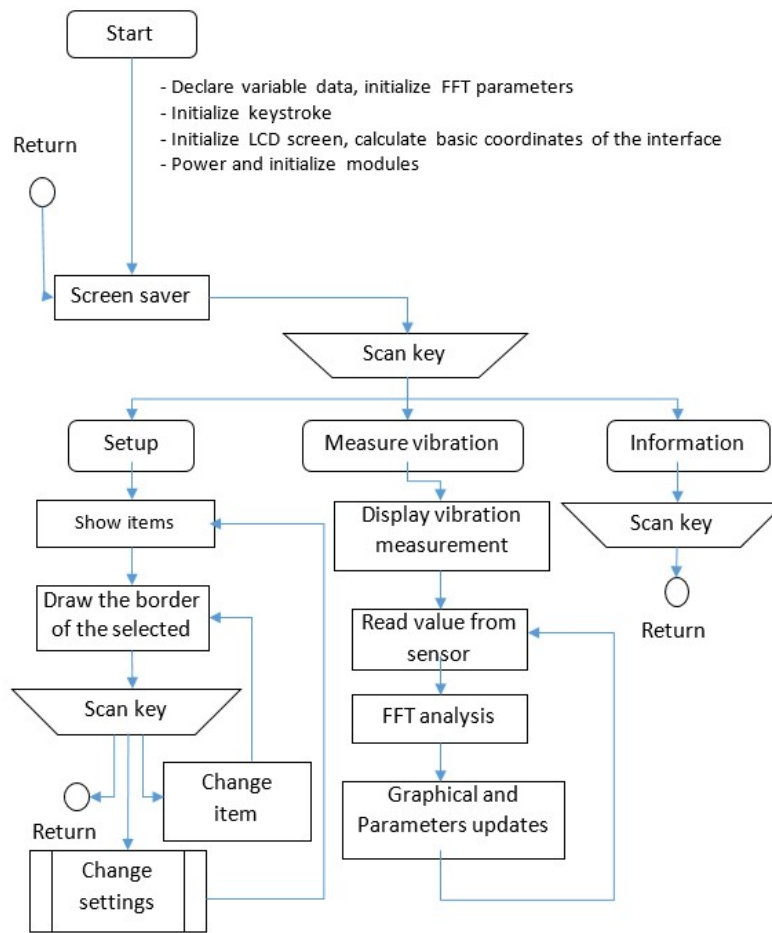 Start
- Declare variable data, initialize FFT parameters
- Initialize keystroke
- Initialize LCD screen, calculate basic coordinates of the interface
- Power and initialize modules
Return
Screen saver
Scan key
Setup
Measure vibration
Information
Show items
Display vibration
measurement
Scan key
Draw the border
of the selected
Read value from
sensor
Return
Scan key
FFT analysis
Change
item
Return
Graphical and
Parameters updates
Change
settings